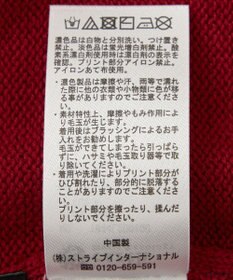 濃色品は白物と分別洗い。つけ置き
禁止。淡色品は蛍光増白剤禁止。酸
素系漂白剤使用時は漂白剤の表示を
確認。プリント部分アイロン禁止
アイロンあて布使用。
・濃色製品は摩擦や汗、雨等で濡れ
た際に他の衣類や小物類に色が移
る事がありますのでご注意くださ
い。
・素材特性上、摩擦やもみ作用によ
り毛玉が生じます。
着用後はブラッシングによるお手
入れをお勧めします。
毛玉ができてしまったら引っぱら
ずに、ハサミや毛玉取り器等で取
り除いてください。
・着用や洗濯によりプリント部分が
ひび割れたり、部分的に脱落する
ことがありますのでご注意くださ
い。
プリント部分を擦ったり、揉んだ
りしないでください。
中国製
(株)ストライプインターナショナル
☎ 0120-659-591